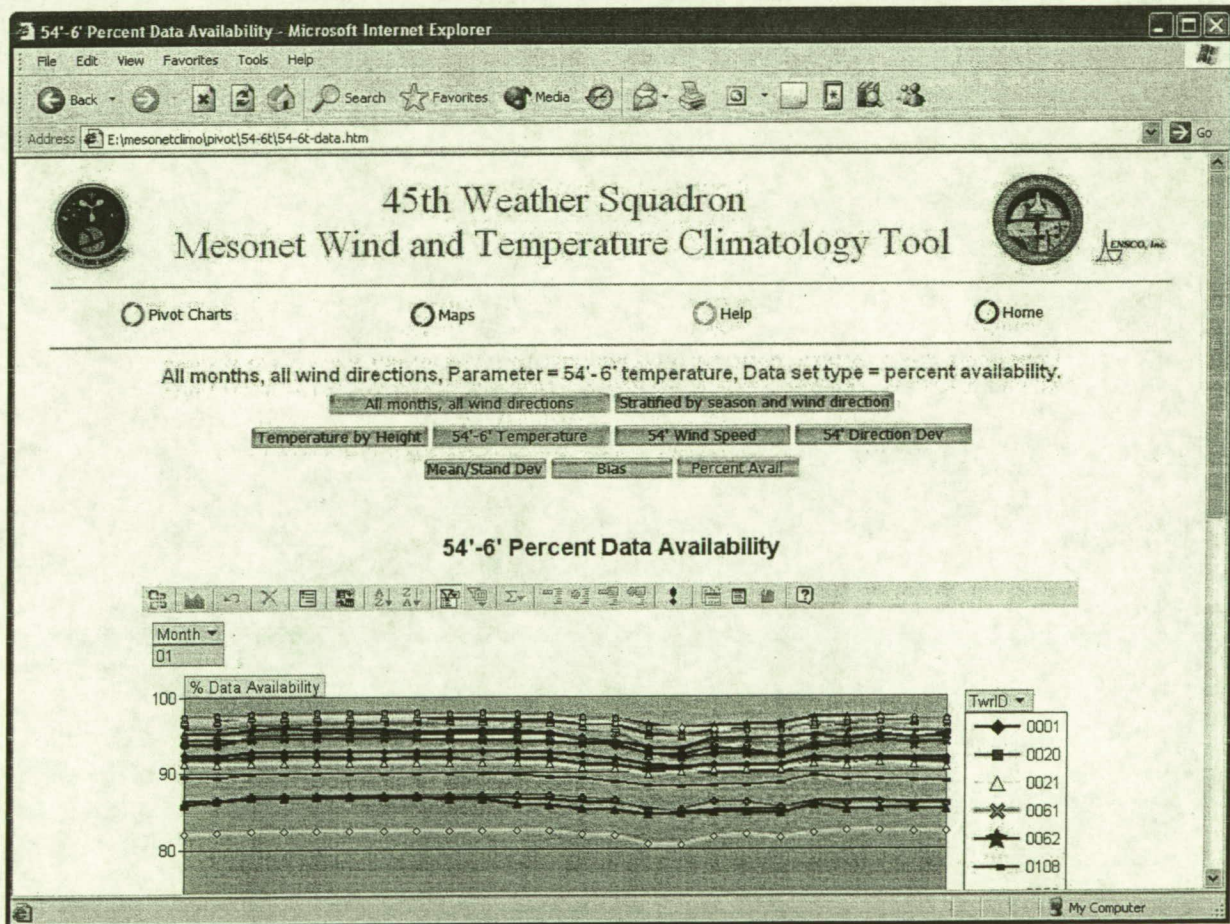 54'-6' Percent Data Availability - Microsoft Internet Explorer
File Edit View Favorites Tools Help
Back Search Favorites Media
Address E:\mesonetclimo\pivot\54-6t\54-6t-data.htm Go
45th Weather Squadron
Mesonet Wind and Temperature Climatology Tool
ENSCO, Inc.
Pivot Charts Maps Help Home
All months, all wind directions, Parameter = 54'-6' temperature, Data set type = percent availability.
All months, all wind directions Stratified by season and wind direction
Temperature by Height 54'-6' Temperature 54' Wind Speed 54' Direction Dev
Mean/Stand Dev Bias Percent Avail
54'-6' Percent Data Availability
Month
01
% Data Availability
100
90
80
TwrID
0001
0020
0021
0061
0062
0108
My Computer